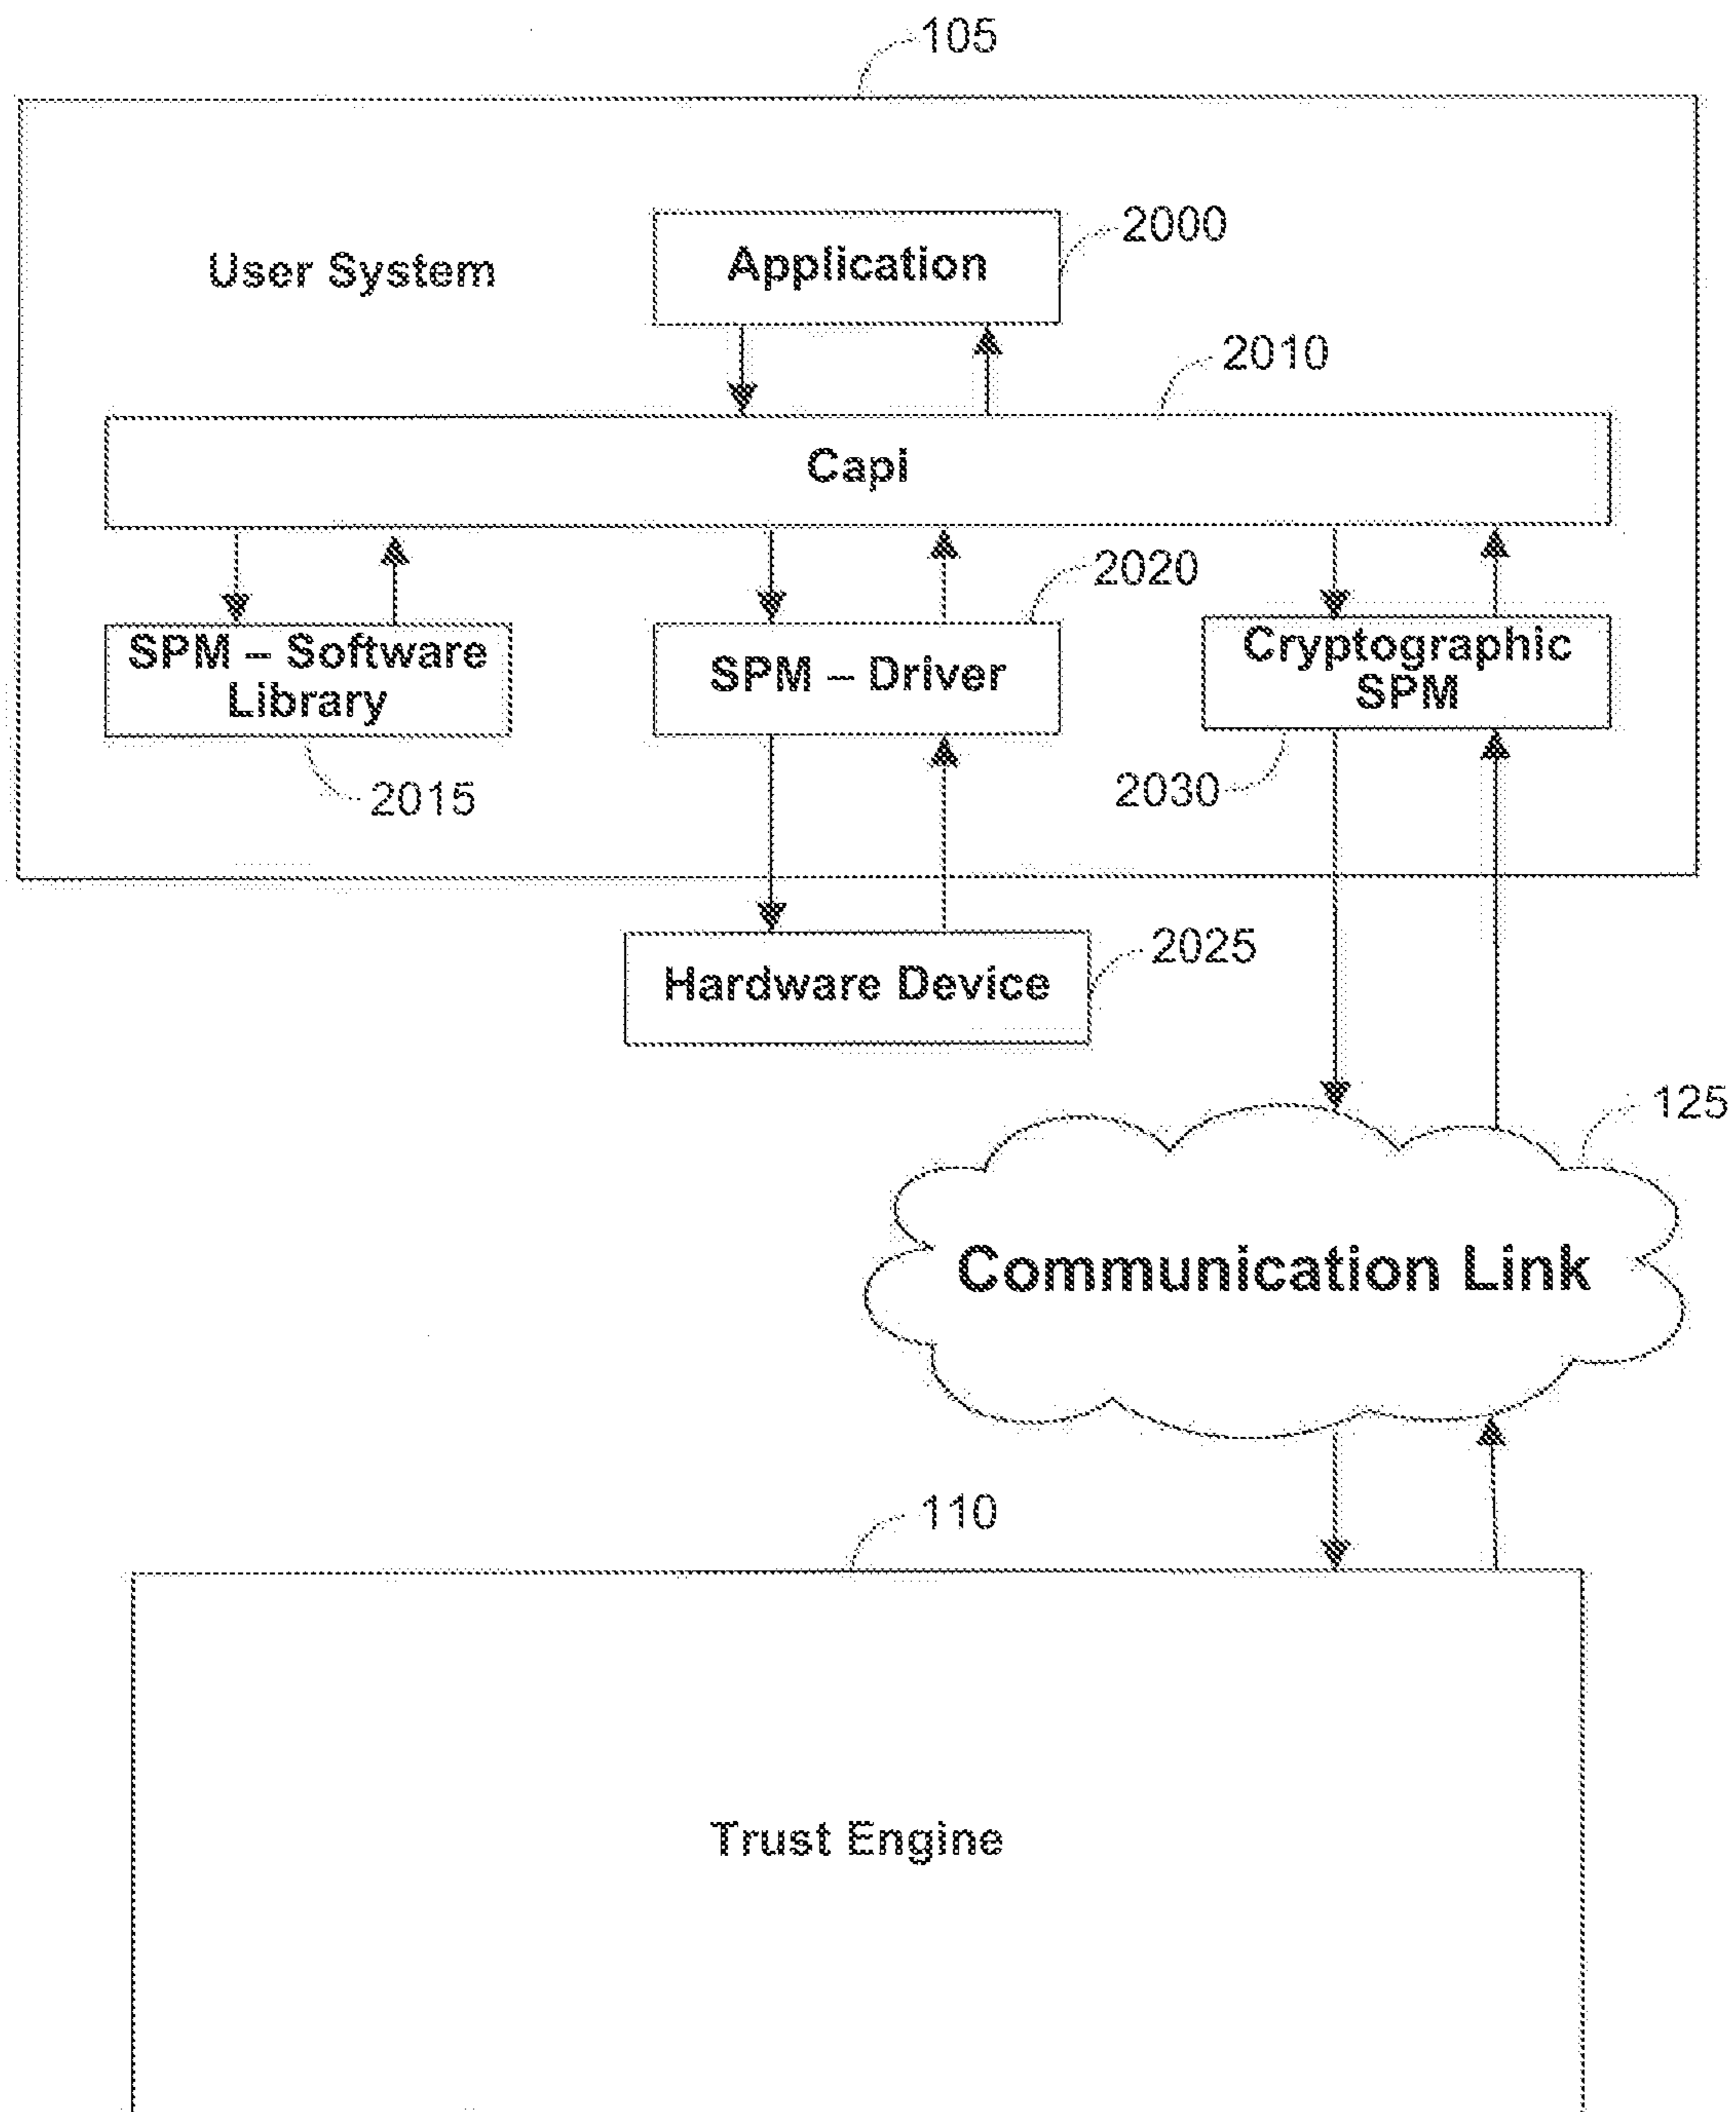 105
User System
Application
2000
2010
Capi
2020
SPM – Software
Library
SPM – Driver
Cryptographic
SPM
2015
2030
Hardware Device
2025
125
Communication Link
110
Trust Engine